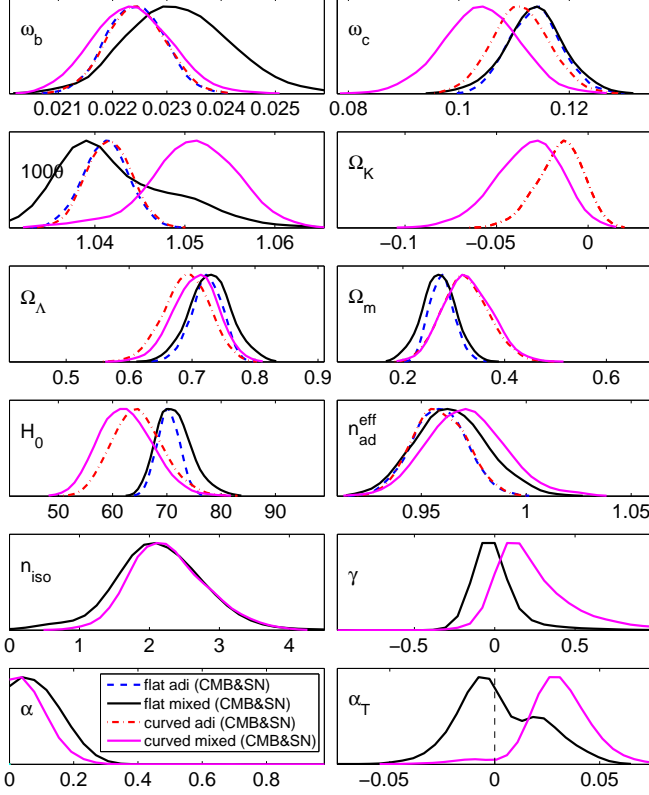 ω_b
0.021 0.022 0.023 0.024 0.025
ω_c
0.08 0.1 0.12
100θ
1.04 1.05 1.06
Ω_K
−0.1 −0.05 0
Ω_Λ
0.5 0.6 0.7 0.8 0.9
Ω_m
0.2 0.4 0.6
H_0
50 60 70 80 90
n_ad^eff
0.95 1 1.05
n_iso
0 1 2 3 4
γ
−0.5 0 0.5
α
flat adi (CMB&SN)
flat mixed (CMB&SN)
curved adi (CMB&SN)
curved mixed (CMB&SN)
0 0.2 0.4 0.6 0.8
α_T
−0.05 0 0.05